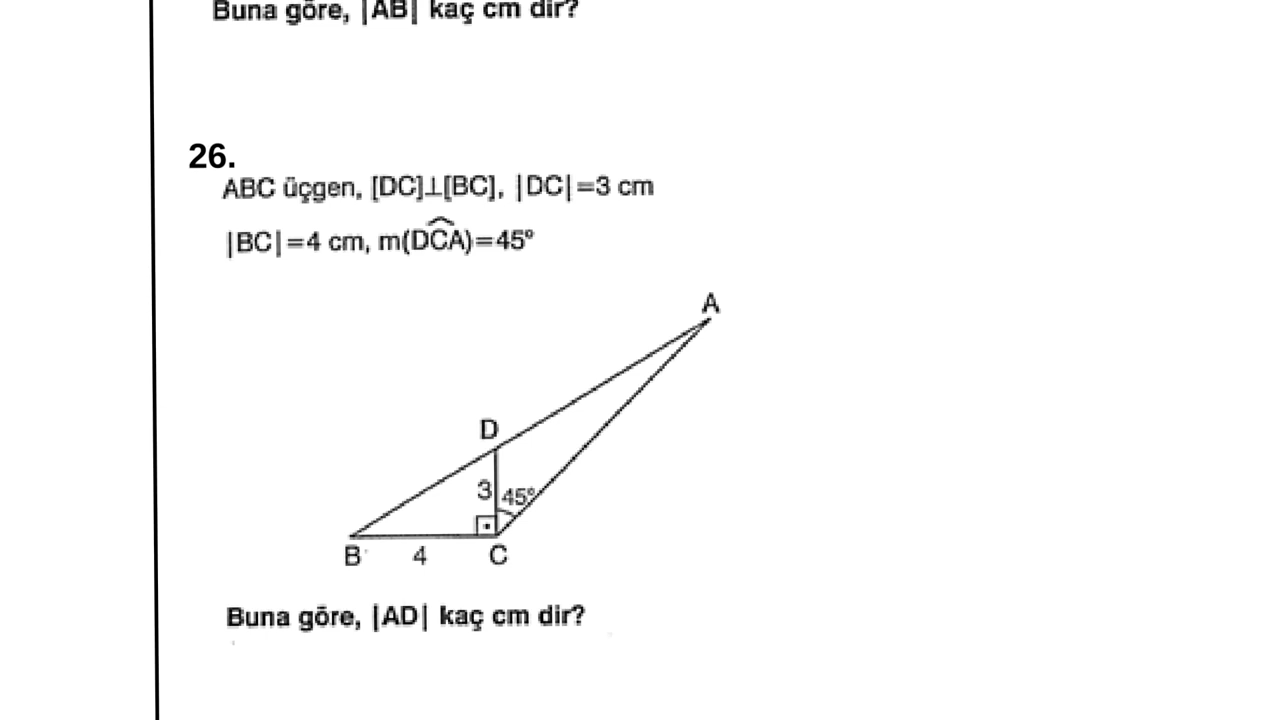 Buna göre, |AB| kaç cm dir?
26.
ABC üçgen, [DC]⊥[BC], |DC|=3 cm
|BC|=4 cm, m(DCA)=45°
A
D
3 45°
B 4 C
Buna göre, |AD| kaç cm dir?